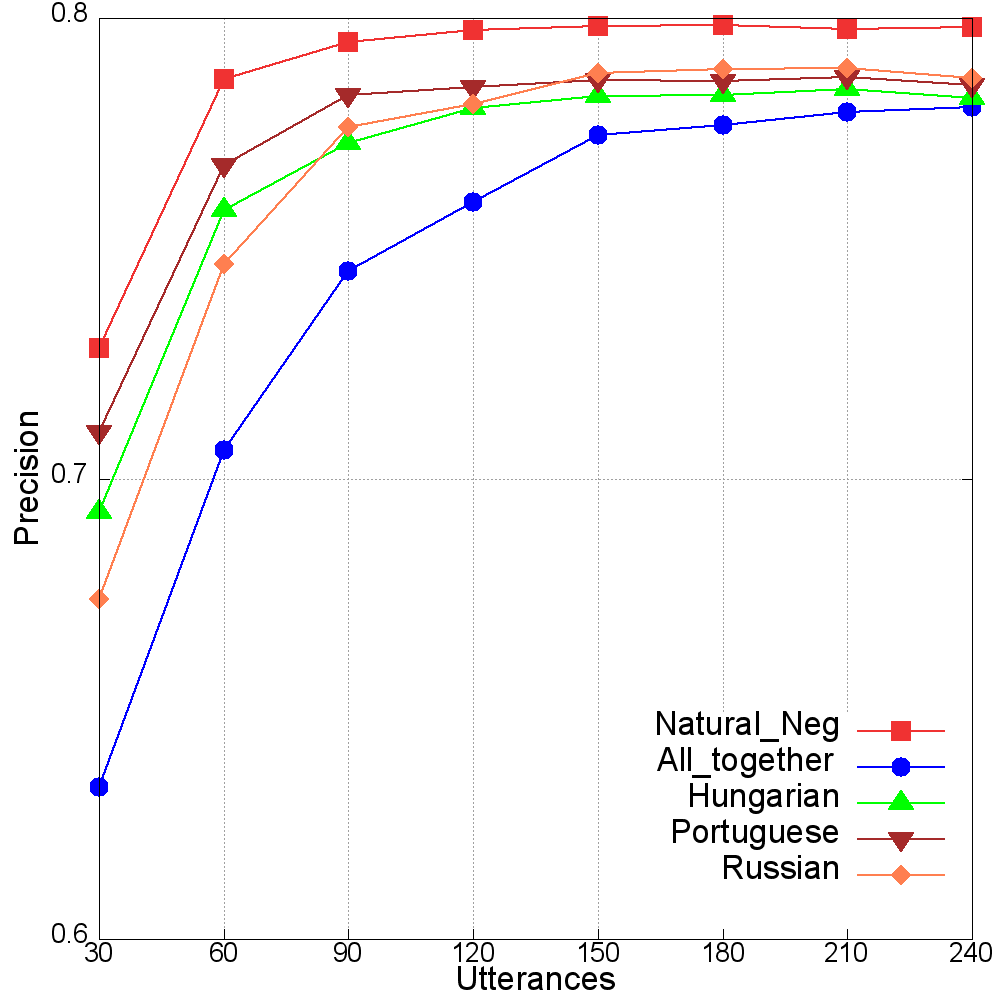 0.8
0.7
0.6
Precision
Natural_Neg
All_together
Hungarian
Portuguese
Russian
30 60 90 120 150 180 210 240
Utterances